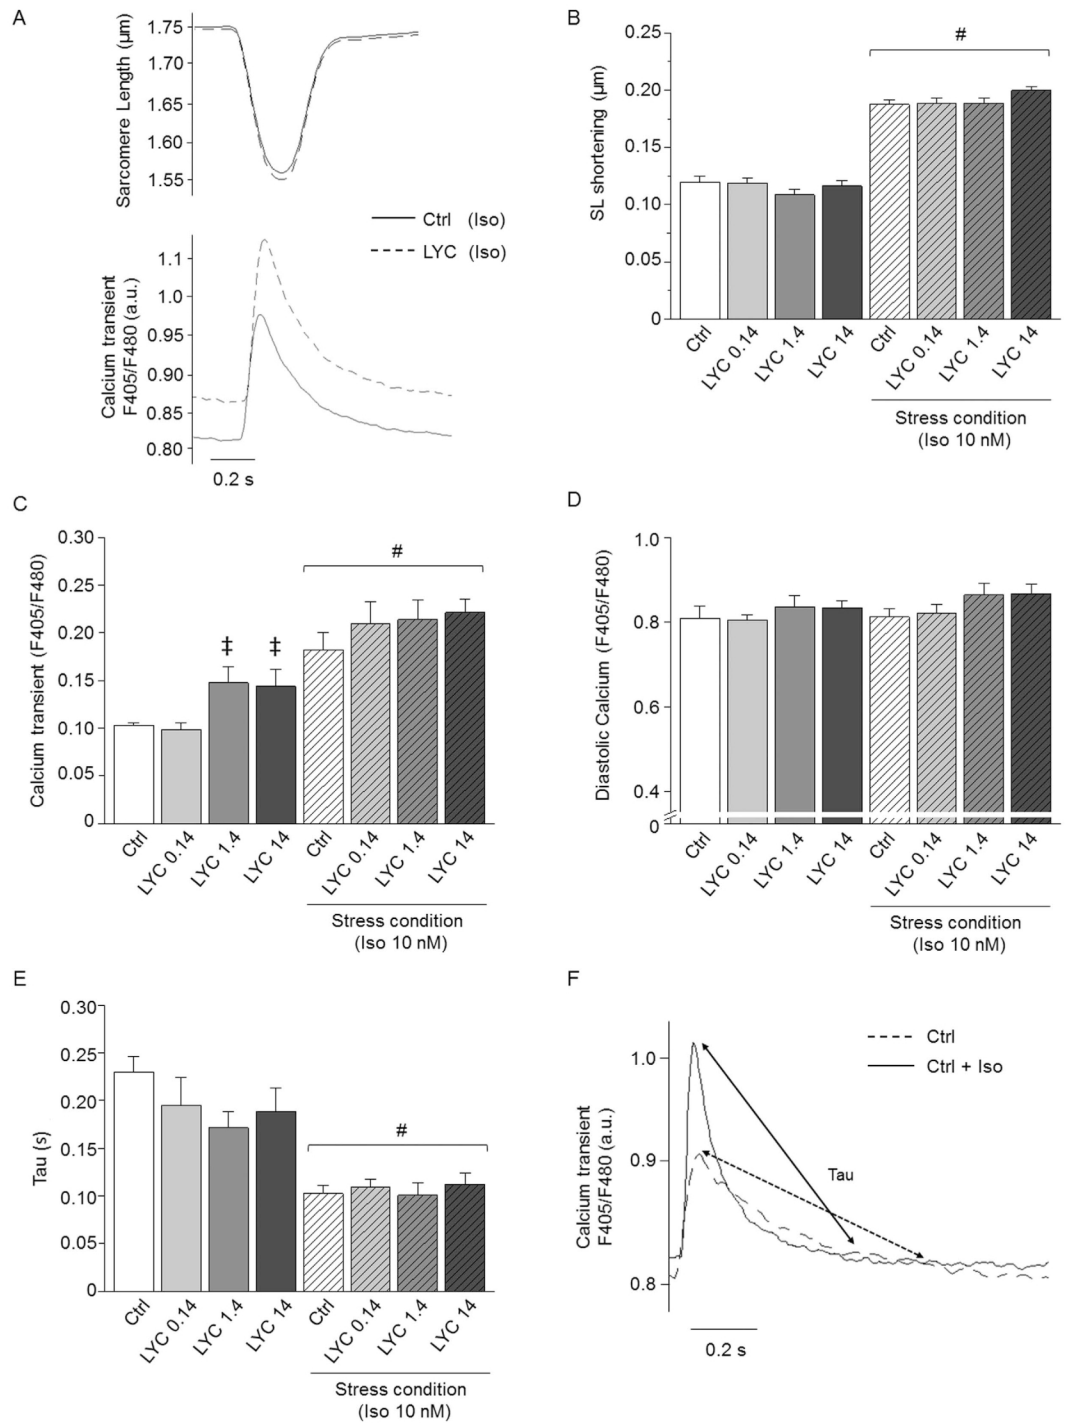 A
Sarcomere Length (μm)
1.75
1.70
1.65
1.60
1.55
Ctrl (Iso)
LYC (Iso)
Calcium transient
F405/F480 (a.u.)
1.1
1.0
0.95
0.90
0.85
0.80
0.2 s
B
SL shortening (μm)
0.25
0.20
0.15
0.10
0.05
0
#
Ctrl
LYC 0.14
LYC 1.4
LYC 14
Ctrl
LYC 0.14
LYC 1.4
LYC 14
Stress condition
(Iso 10 nM)
C
Calcium transient (F405/F480)
0.30
0.25
0.20
0.15
0.10
0.05
0
‡
‡
#
Ctrl
LYC 0.14
LYC 1.4
LYC 14
Ctrl
LYC 0.14
LYC 1.4
LYC 14
Stress condition
(Iso 10 nM)
D
Diastolic Calcium (F405/F480)
1.0
0.8
0.6
0.4
0
Ctrl
LYC 0.14
LYC 1.4
LYC 14
Ctrl
LYC 0.14
LYC 1.4
LYC 14
Stress condition
(Iso 10 nM)
E
Tau (s)
0.30
0.25
0.20
0.15
0.10
0.05
0
#
Ctrl
LYC 0.14
LYC 1.4
LYC 14
Ctrl
LYC 0.14
LYC 1.4
LYC 14
Stress condition
(Iso 10 nM)
F
Calcium transient
F405/F480 (a.u.)
1.0
0.9
0.8
Ctrl
Ctrl + Iso
Tau
0.2 s